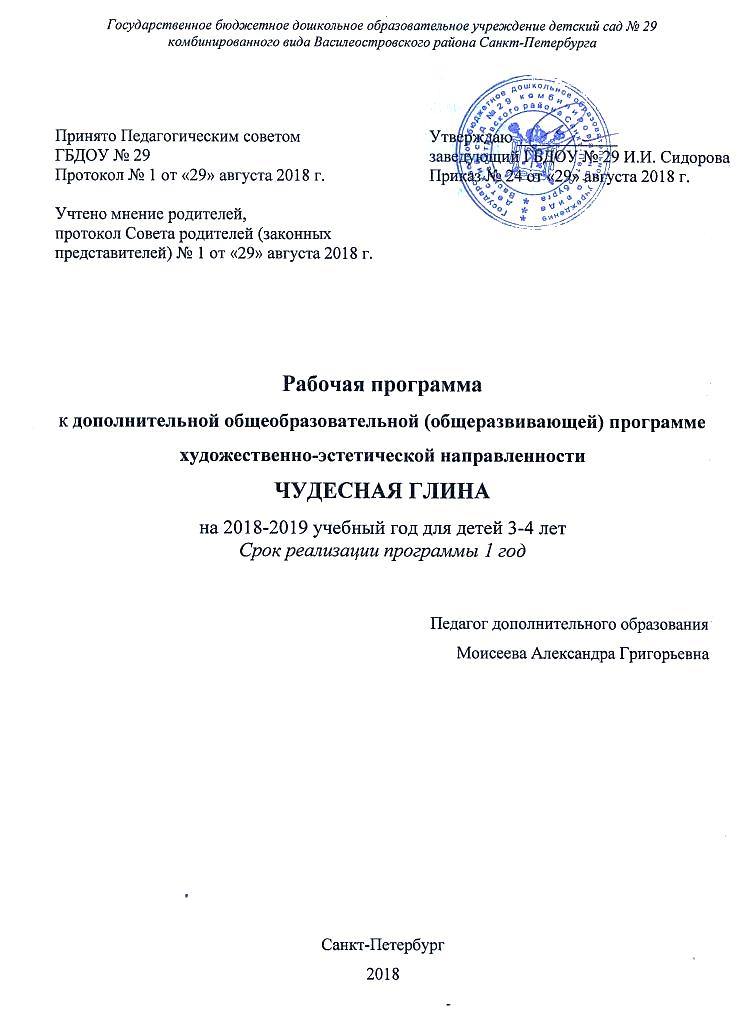 Государственное бюджетное дошкольное образовательное учреждение детский сад № 29
комбинированного вида Василеостровского района Санкт-Петербурга
Принято Педагогическим советом
ГБДОУ № 29
Протокол № 1 от «29» августа 2018 г.
Учтено мнение родителей,
протокол Совета родителей (законных
представителей) № 1 от «29» августа 2018 г.
Утверждаю
заведующий ГБДОУ № 29 И.И. Сидорова
Приказ № 24 от «29» августа 2018 г.
Рабочая программа
к дополнительной общеобразовательной (общеразвивающей) программе
художественно-эстетической направленности
ЧУДЕСНАЯ ГЛИНА
на 2018-2019 учебный год для детей 3-4 лет
Срок реализации программы 1 год
Педагог дополнительного образования
Моисеева Александра Григорьевна
Санкт-Петербург
2018